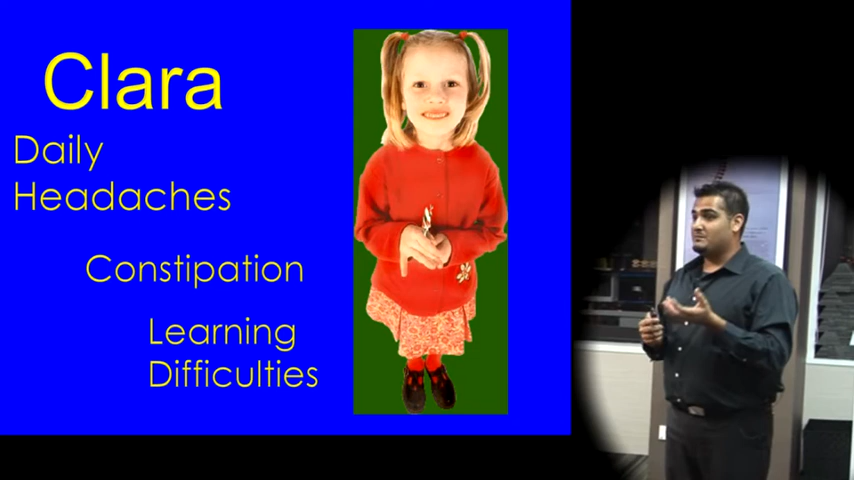 Clara
Daily
Headaches
Constipation
Learning
Difficulties